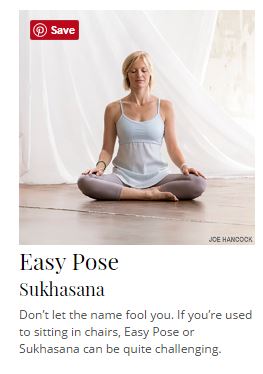 Save
JOE HANCOCK
Easy Pose
Sukhasana
Don't let the name fool you. If you're used
to sitting in chairs, Easy Pose or
Sukhasana can be quite challenging.